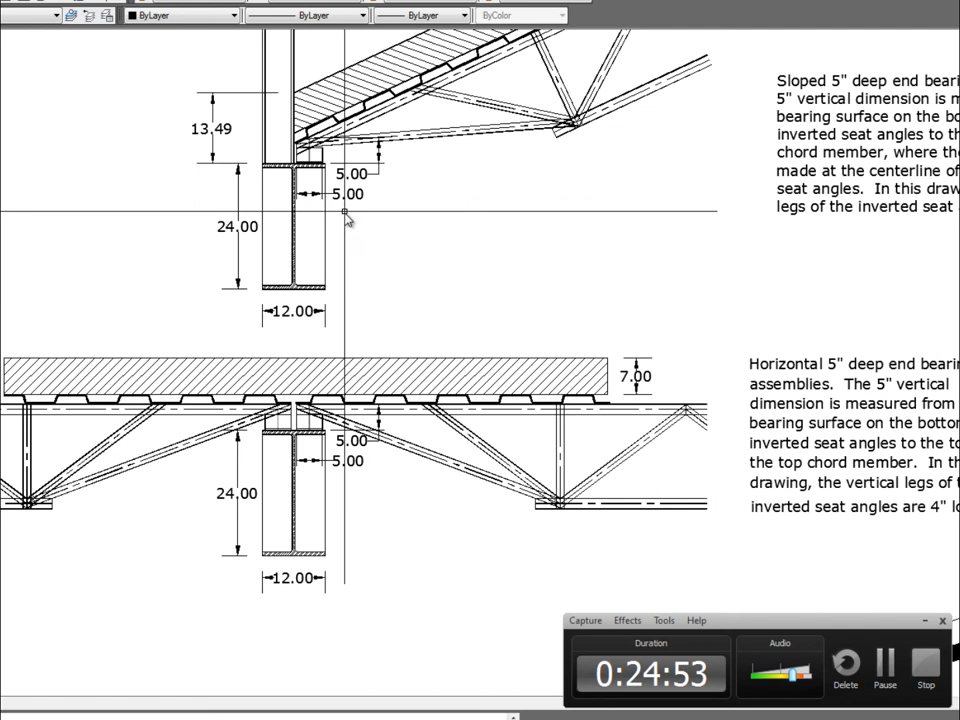 ByLayer
ByLayer
ByLayer
ByColor
13.49
5.00
5.00
24.00
12.00
Sloped 5" deep end beari
5" vertical dimension is m
bearing surface on the bo
inverted seat angles to th
chord member, where the
made at the centerline of
seat angles. In this draw
legs of the inverted seat
7.00
5.00
5.00
24.00
12.00
Horizontal 5" deep end bearin
assemblies. The 5" vertical
dimension is measured from
bearing surface on the bottom
inverted seat angles to the to
the top chord member. In th
drawing, the vertical legs of t
inverted seat angles are 4" lo
Capture Effects Tools Help
Duration
0:24:53
Audio
Delete
Pause
Stop